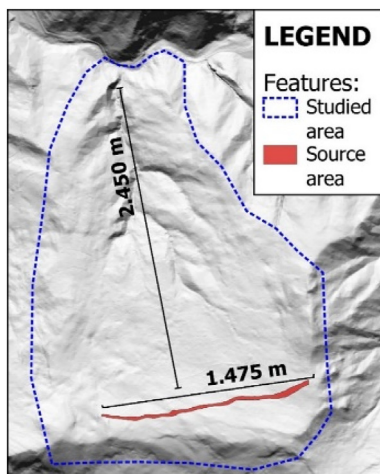 LEGEND
Features:
Studied
area
Source
area
2.450 m
1.475 m